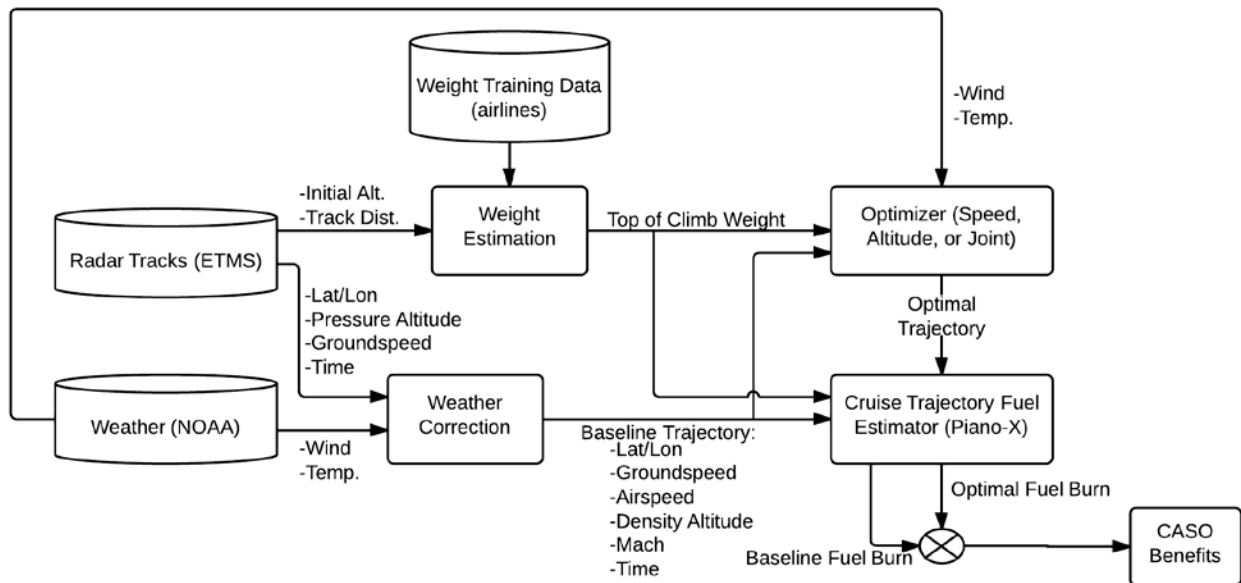 Weight Training Data
(airlines)
-Wind
-Temp.
-Initial Alt.
-Track Dist.
Radar Tracks (ETMS)
Weight
Estimation
Top of Climb Weight
Optimizer (Speed,
Altitude, or Joint)
-Lat/Lon
-Pressure Altitude
-Groundspeed
-Time
Optimal
Trajectory
Weather (NOAA)
-Wind
-Temp.
Weather
Correction
Baseline Trajectory:
-Lat/Lon
-Groundspeed
-Airspeed
-Density Altitude
-Mach
-Time
Cruise Trajectory Fuel
Estimator (Piano-X)
Optimal Fuel Burn
Baseline Fuel Burn
CASO
Benefits